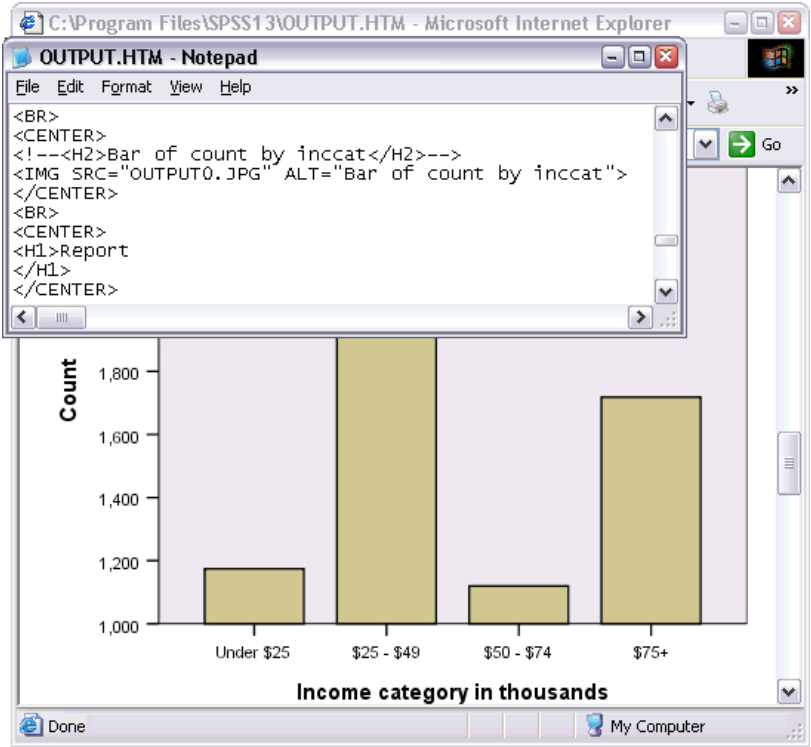 C:\Program Files\SPSS13\OUTPUT.HTM - Microsoft Internet Explorer
OUTPUT.HTM - Notepad
File Edit Format View Help
<BR>
<CENTER>
<!--<H2>Bar of count by inccat</H2>-->
<IMG SRC="OUTPUT0.JPG" ALT="Bar of count by inccat">
</CENTER>
<BR>
<CENTER>
<H1>Report
</H1>
</CENTER>
»
Go
Count
1,800
1,600
1,400
1,200
1,000
Under $25 $25 - $49 $50 - $74 $75+
Income category in thousands
Done My Computer